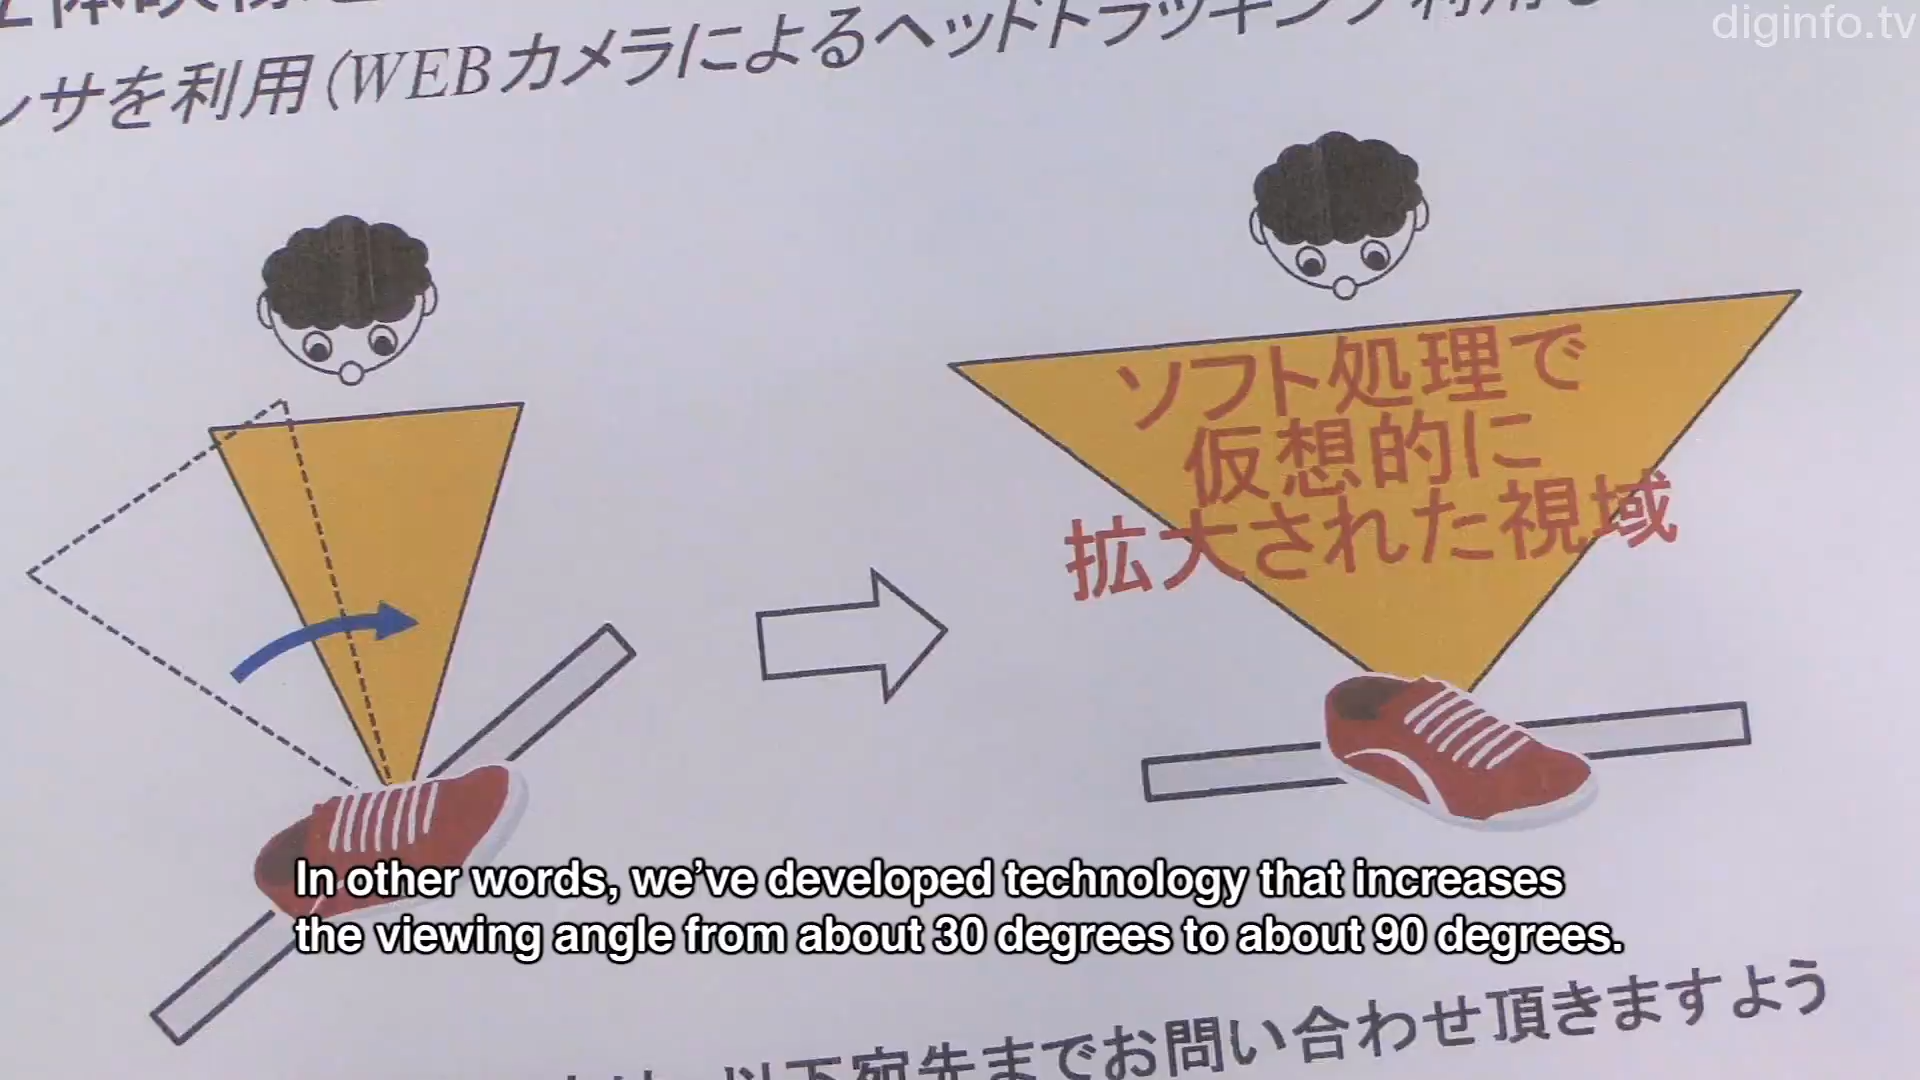 diginfo.tv
ンサを利用(WEBカメラによるヘッドトラッキング利用
ソフト処理で
仮想的に
拡大された視域
In other words, we've developed technology that increases
the viewing angle from about 30 degrees to about 90 degrees.
以下宛先までお問い合わせ頂きますよう